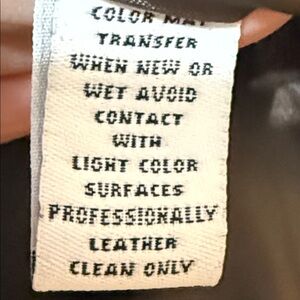 COLOR MAY
TRANSFER
WHEN NEW OR
WET AVOID
CONTACT
WITH
LIGHT COLOR
SURFACES
PROFESSIONALLY
LEATHER
CLEAN ONLY